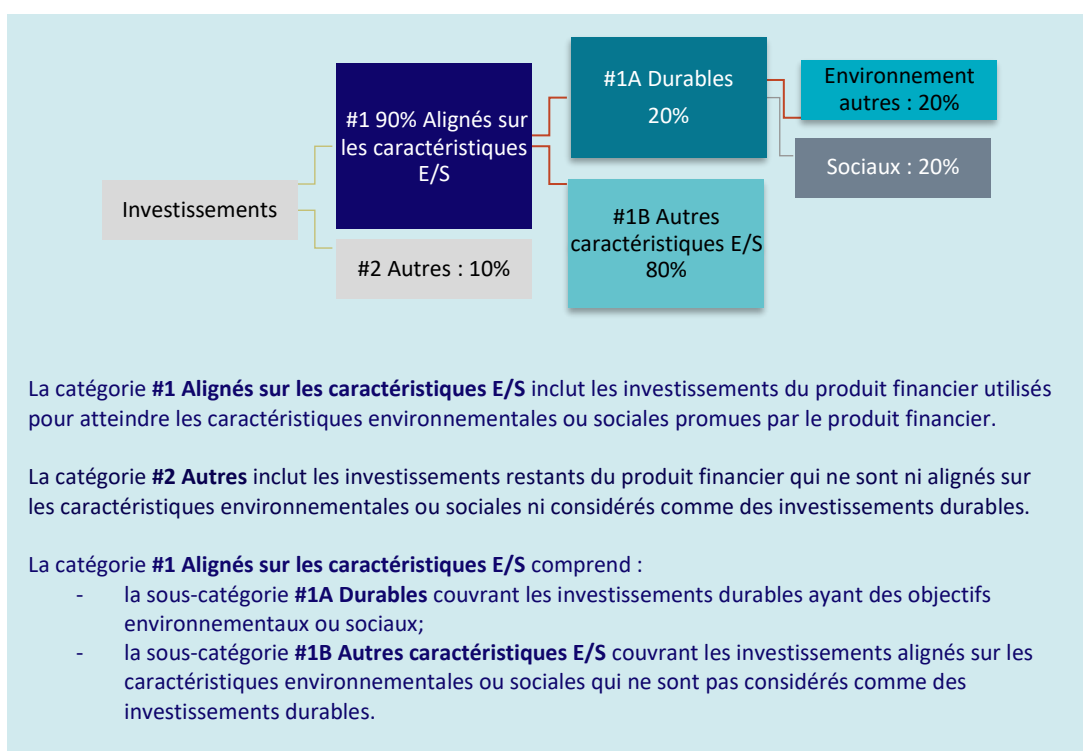 Investissements
#1 90% Alignés sur
les caractéristiques
E/S
#2 Autres : 10%
#1A Durables
20%
#1B Autres
caractéristiques E/S
80%
Environnement
autres : 20%
Sociaux : 20%
La catégorie #1 Alignés sur les caractéristiques E/S inclut les investissements du produit financier utilisés
pour atteindre les caractéristiques environnementales ou sociales promues par le produit financier.
La catégorie #2 Autres inclut les investissements restants du produit financier qui ne sont ni alignés sur
les caractéristiques environnementales ou sociales ni considérés comme des investissements durables.
La catégorie #1 Alignés sur les caractéristiques E/S comprend :
- la sous-catégorie #1A Durables couvrant les investissements durables ayant des objectifs
environnementaux ou sociaux;
- la sous-catégorie #1B Autres caractéristiques E/S couvrant les investissements alignés sur les
caractéristiques environnementales ou sociales qui ne sont pas considérés comme des
investissements durables.